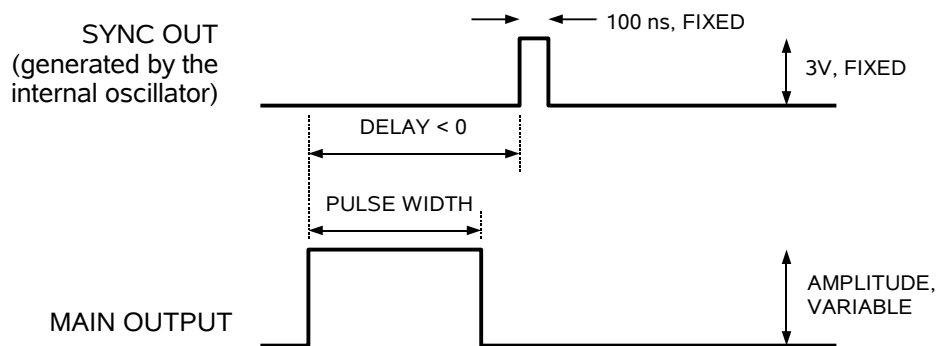 SYNC OUT
(generated by the
internal oscillator)
100 ns, FIXED
3V, FIXED
DELAY < 0
PULSE WIDTH
MAIN OUTPUT
AMPLITUDE,
VARIABLE